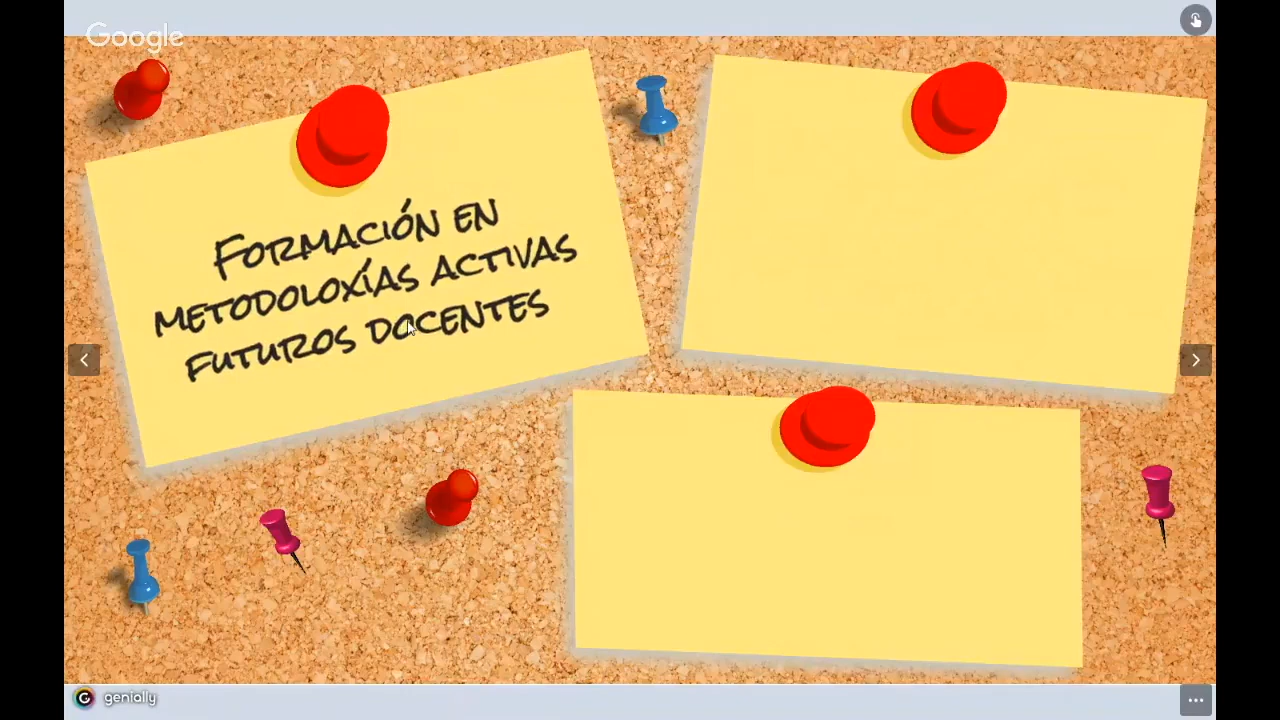 Google
Formación en
metodoloxías activas
futuros docentes
genially